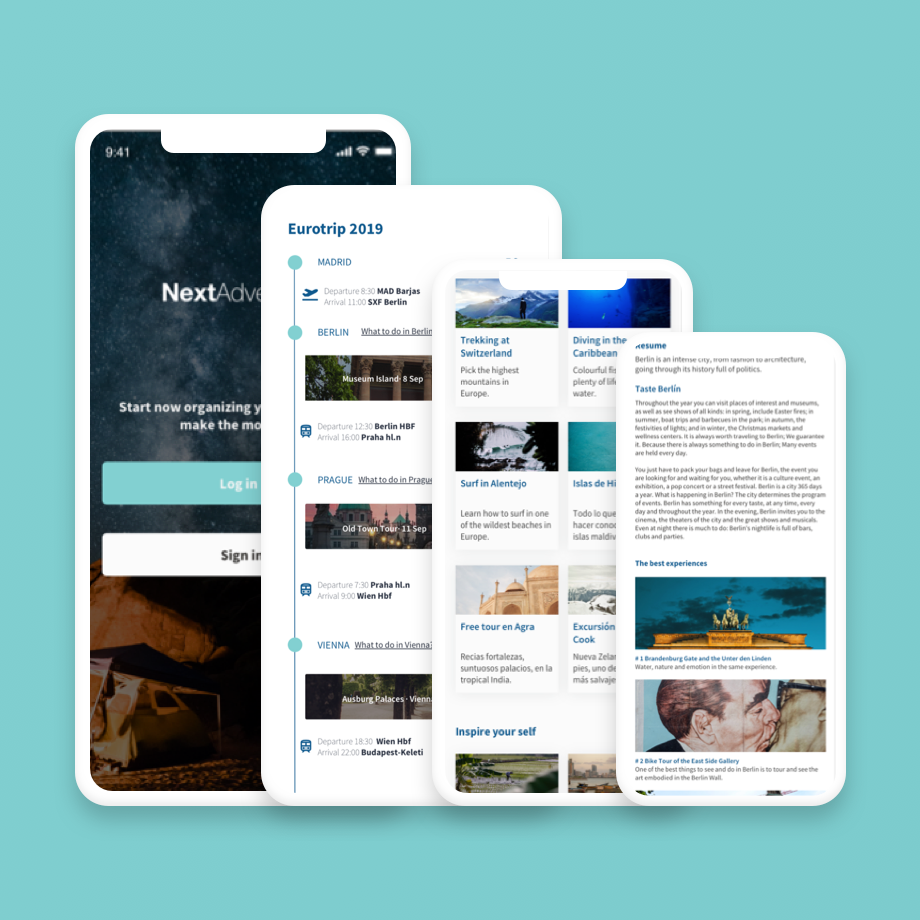 9:41
NextAdve
Start now organizing y
make the mo
Log in
Sign in
Eurotrip 2019
MADRID
Departure 8:30 MAD Barjas
Arrival 11:00 SXF Berlin
BERLIN What to do in Berlin
Museum Island· 8 Sep
Departure 12:30 Berlin HBF
Arrival 16:00 Praha hl.n
PRAGUE What to do in Prague
Old Town Tour· 11 Sep
Departure 7:30 Praha hl.n
Arrival 9:00 Wien Hbf
VIENNA What to do in Vienna?
Ausburg Palaces · Vienna
Departure 18:30 Wien Hbf
Arrival 22:00 Budapest-Keleti
Trekking at
Switzerland
Pick the highest
mountains in
Europe.
Diving in the
Caribbean
Colourful fis
plenty of life
water.
Surf in Alentejo
Learn how to surf in one
of the wildest beaches in
Europe.
Islas de Hi
Todo lo que
hacer conoc
islas maldiv
Free tour en Agra
Recias fortalezas,
suntuosos palacios, en la
tropical India.
Excursión
Cook
Nueva Zelan
pies, uno de
más salvaje
Inspire your self
Resume
Berlin is an intense city, from fashion to architecture,
going through its history full of politics.
Taste Berlín
Throughout the year you can visit places of interest and museums,
as well as see shows of all kinds: in spring, include Easter fires; in
summer, boat trips and barbecues in the park; in autumn, the
festivities of lights; and in winter, the Christmas markets and
wellness centers. It is always worth traveling to Berlin; We guarantee
it. Because there is always something to do in Berlin, Many events
are held every day.
You just have to pack your bags and leave for Berlin, the event you
are looking for and waiting for you, whether it is a culture event, an
exhibition, a pop concert or a street festival. Berlin is a city 365 days
a year. What is happening in Berlin? The city determines the program
of events. Berlin has something for every taste, at any time, every
day and throughout the year. In the evening, Berlin invites you to the
cinema, the theaters of the city and the great shows and musicals.
Even at night there is much to do: Berlin's nightlife is full of bars,
clubs and parties.
The best experiences
# 1 Brandenburg Gate and the Unter den Linden
Water, nature and emotion in the same experience.
# 2 Bike Tour of the East Side Gallery
One of the best things to see and do in Berlin is to tour and see the
art embodied in the Berlin Wall.